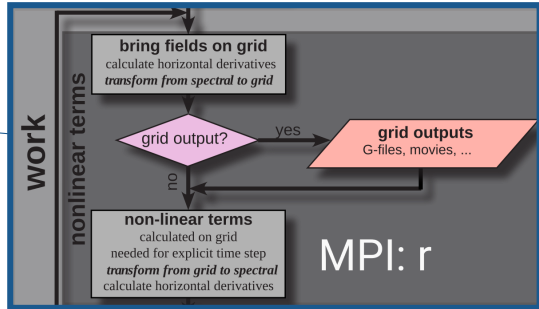 work
nonlinear terms
bring fields on grid
calculate horizontal derivatives
transform from spectral to grid
grid output?
yes
grid outputs
G-files, movies, ...
no
non-linear terms
calculated on grid
needed for explicit time step
transform from grid to spectral
calculate horizontal derivatives
MPI: r